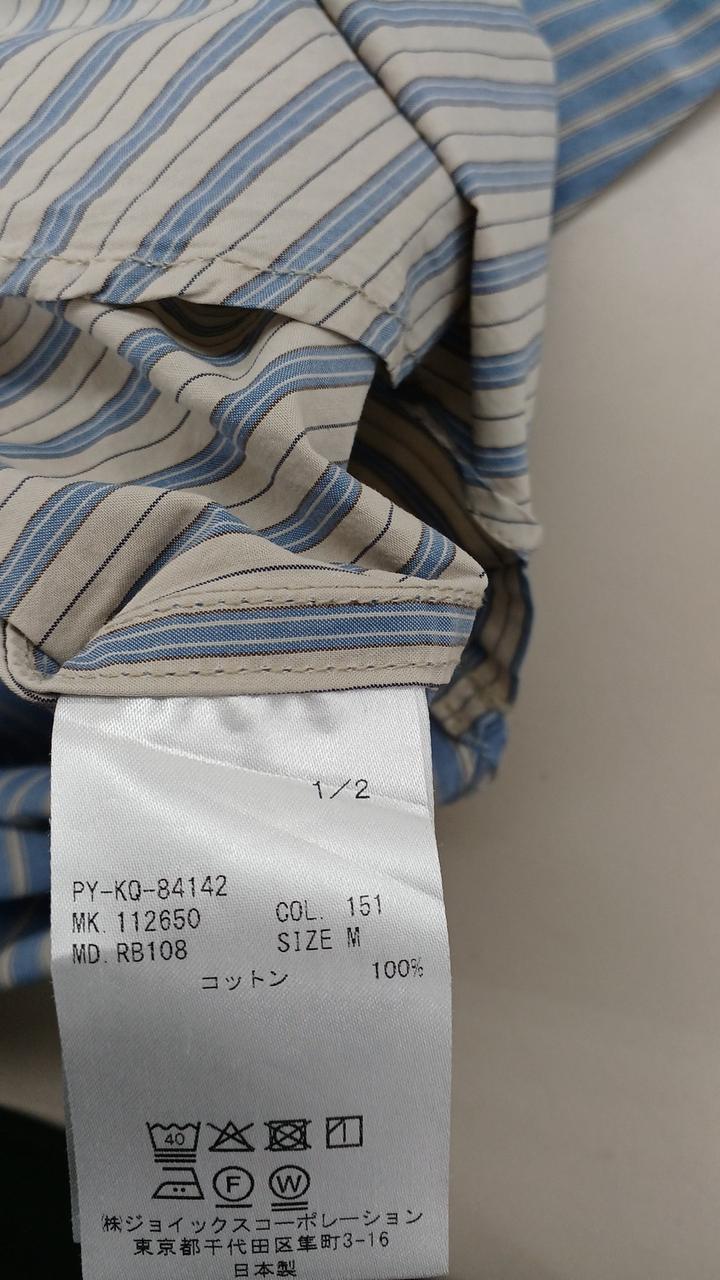 1/2
PY-KQ-84142
MK. 112650 COL. 151
MD. RB108 SIZE M
コットン 100%
40
F W
㈱ジョイックスコーポレーション
東京都千代田区隼町3-16
日本製